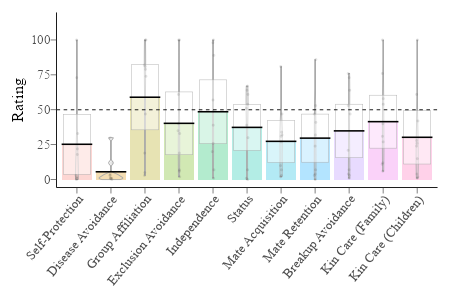 Rating
100
75
50
25
0
Self-Protection
Disease Avoidance
Group Affiliation
Exclusion Avoidance
Independence
Status
Mate Acquisition
Mate Retention
Breakup Avoidance
Kin Care (Family)
Kin Care (Children)